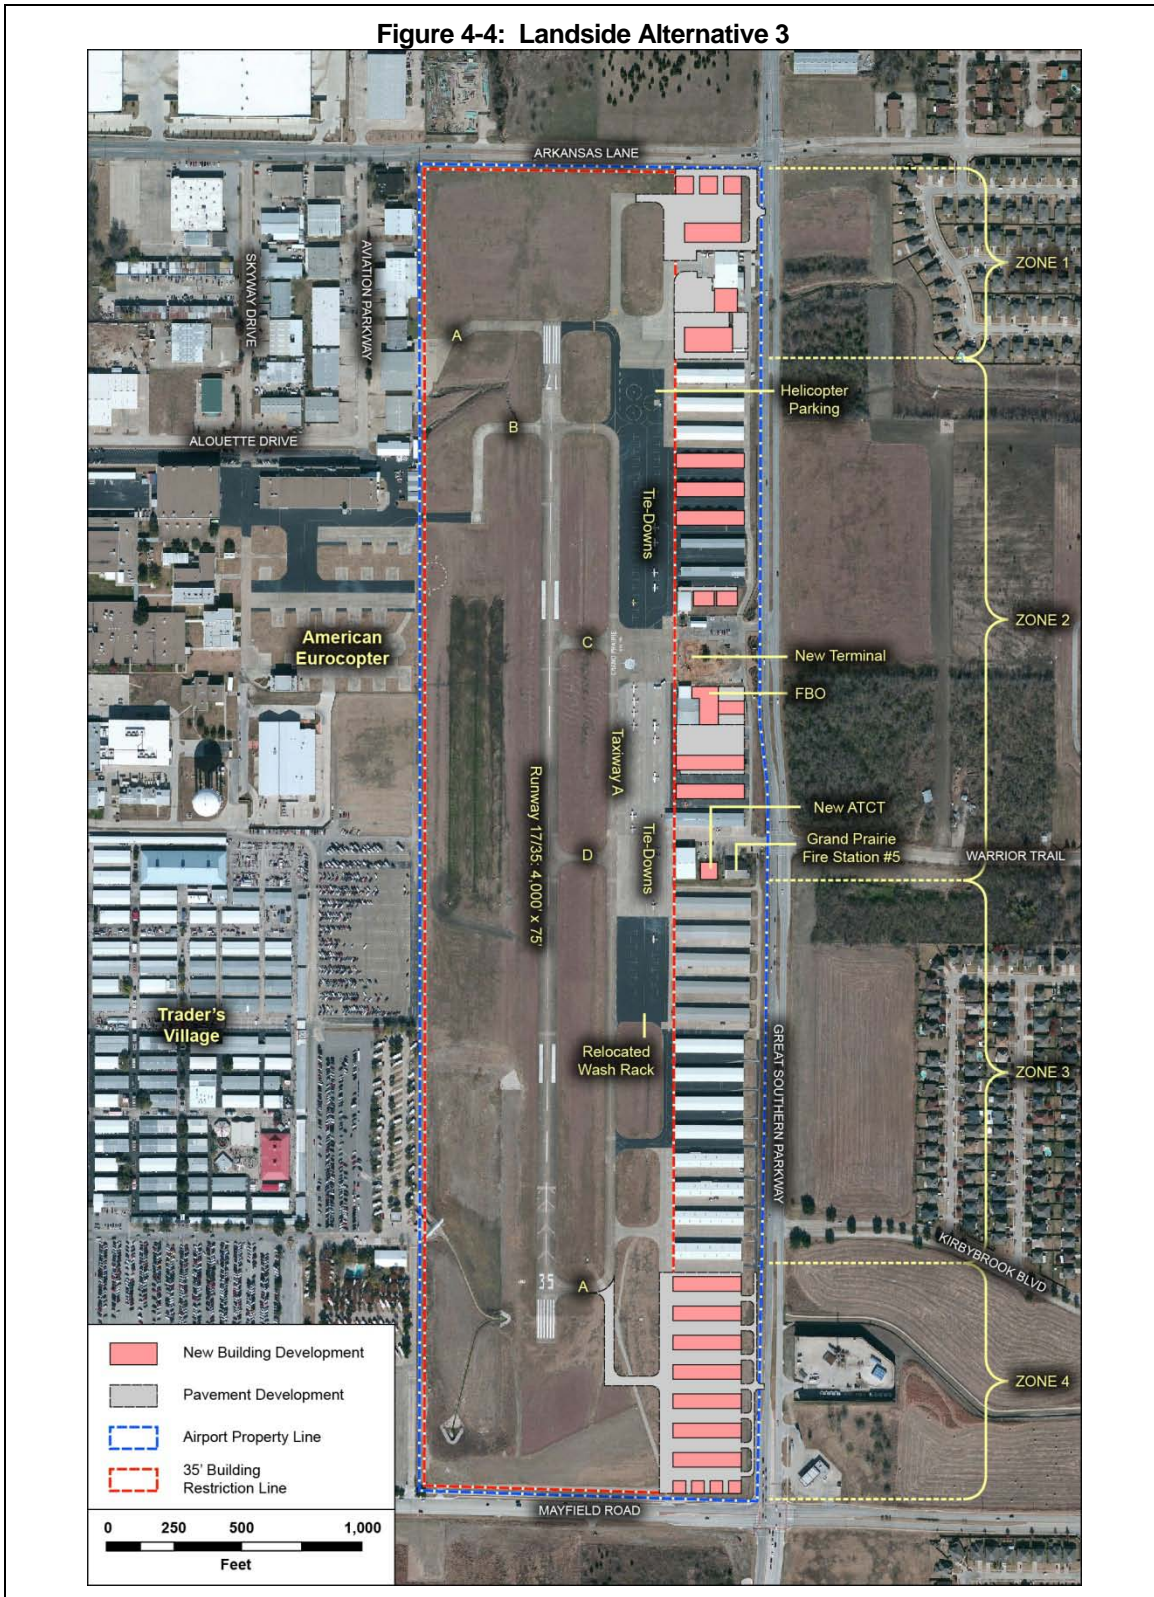 Figure 4-4:  Landside Alternative 3
ARKANSAS LANE
SKYWAY DRIVE
AVIATION PARKWAY
ZONE 1
A
17
Helicopter
Parking
B
ALOUETTE DRIVE
Tie-Downs
American
Eurocopter
C
ZONE 2
New Terminal
FBO
Taxiway A
Runway 17/35: 4,000' x 75'
New ATCT
Grand Prairie
Fire Station #5
WARRIOR TRAIL
D
Tie-Downs
Trader's
Village
Relocated
Wash Rack
GREAT SOUTHERN PARKWAY
ZONE 3
KIRBYBROOK BLVD
35
A
ZONE 4
New Building Development
Pavement Development
Airport Property Line
35' Building
Restriction Line
MAYFIELD ROAD
0 250 500 1,000
Feet